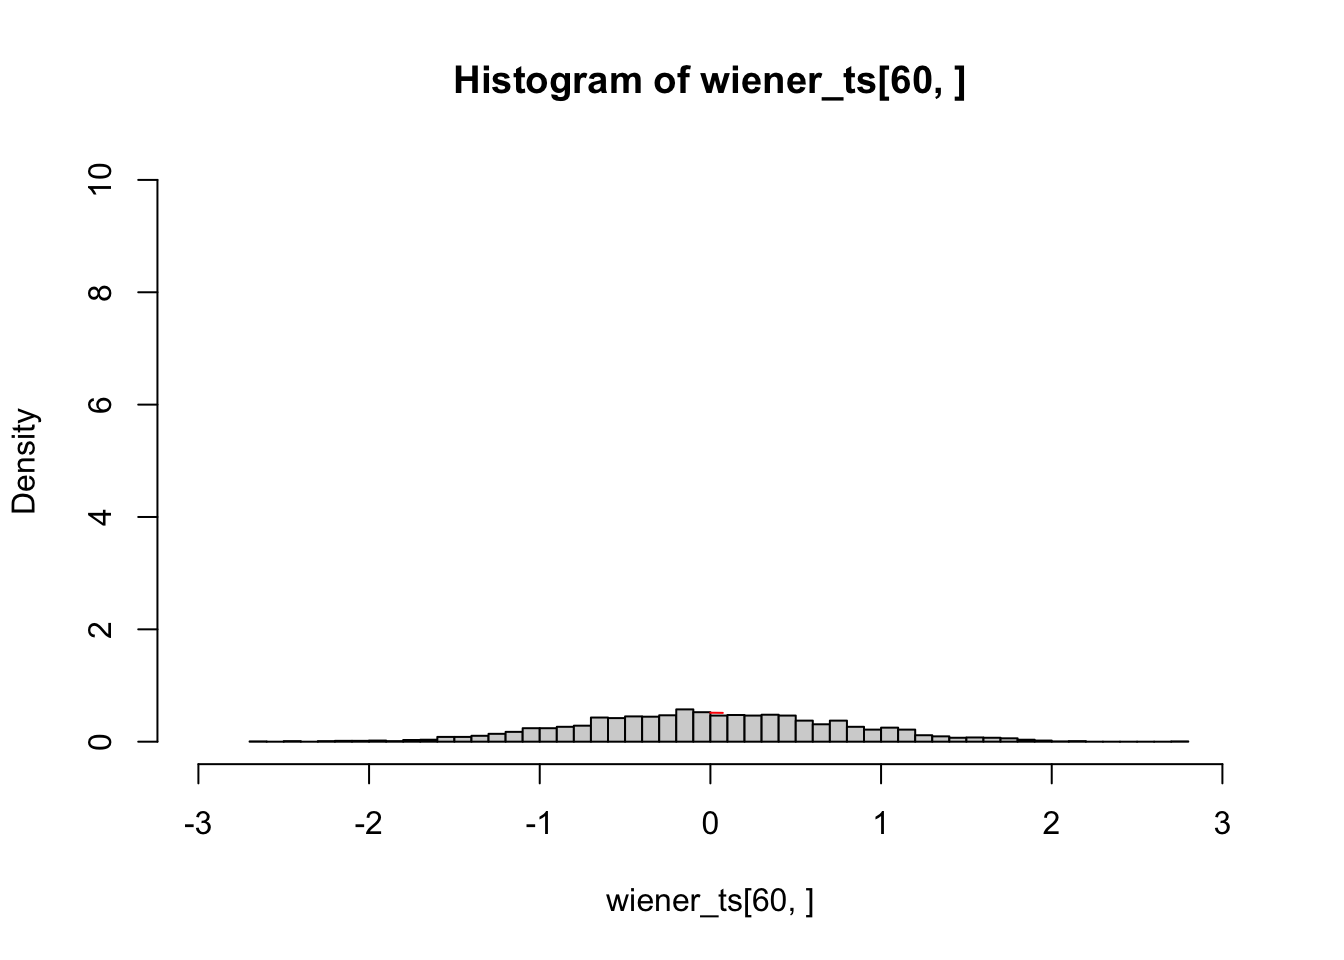 Histogram of wiener_ts[60, ]
10
8
6
4
2
0
Density
-3 -2 -1 0 1 2 3
wiener_ts[60, ]